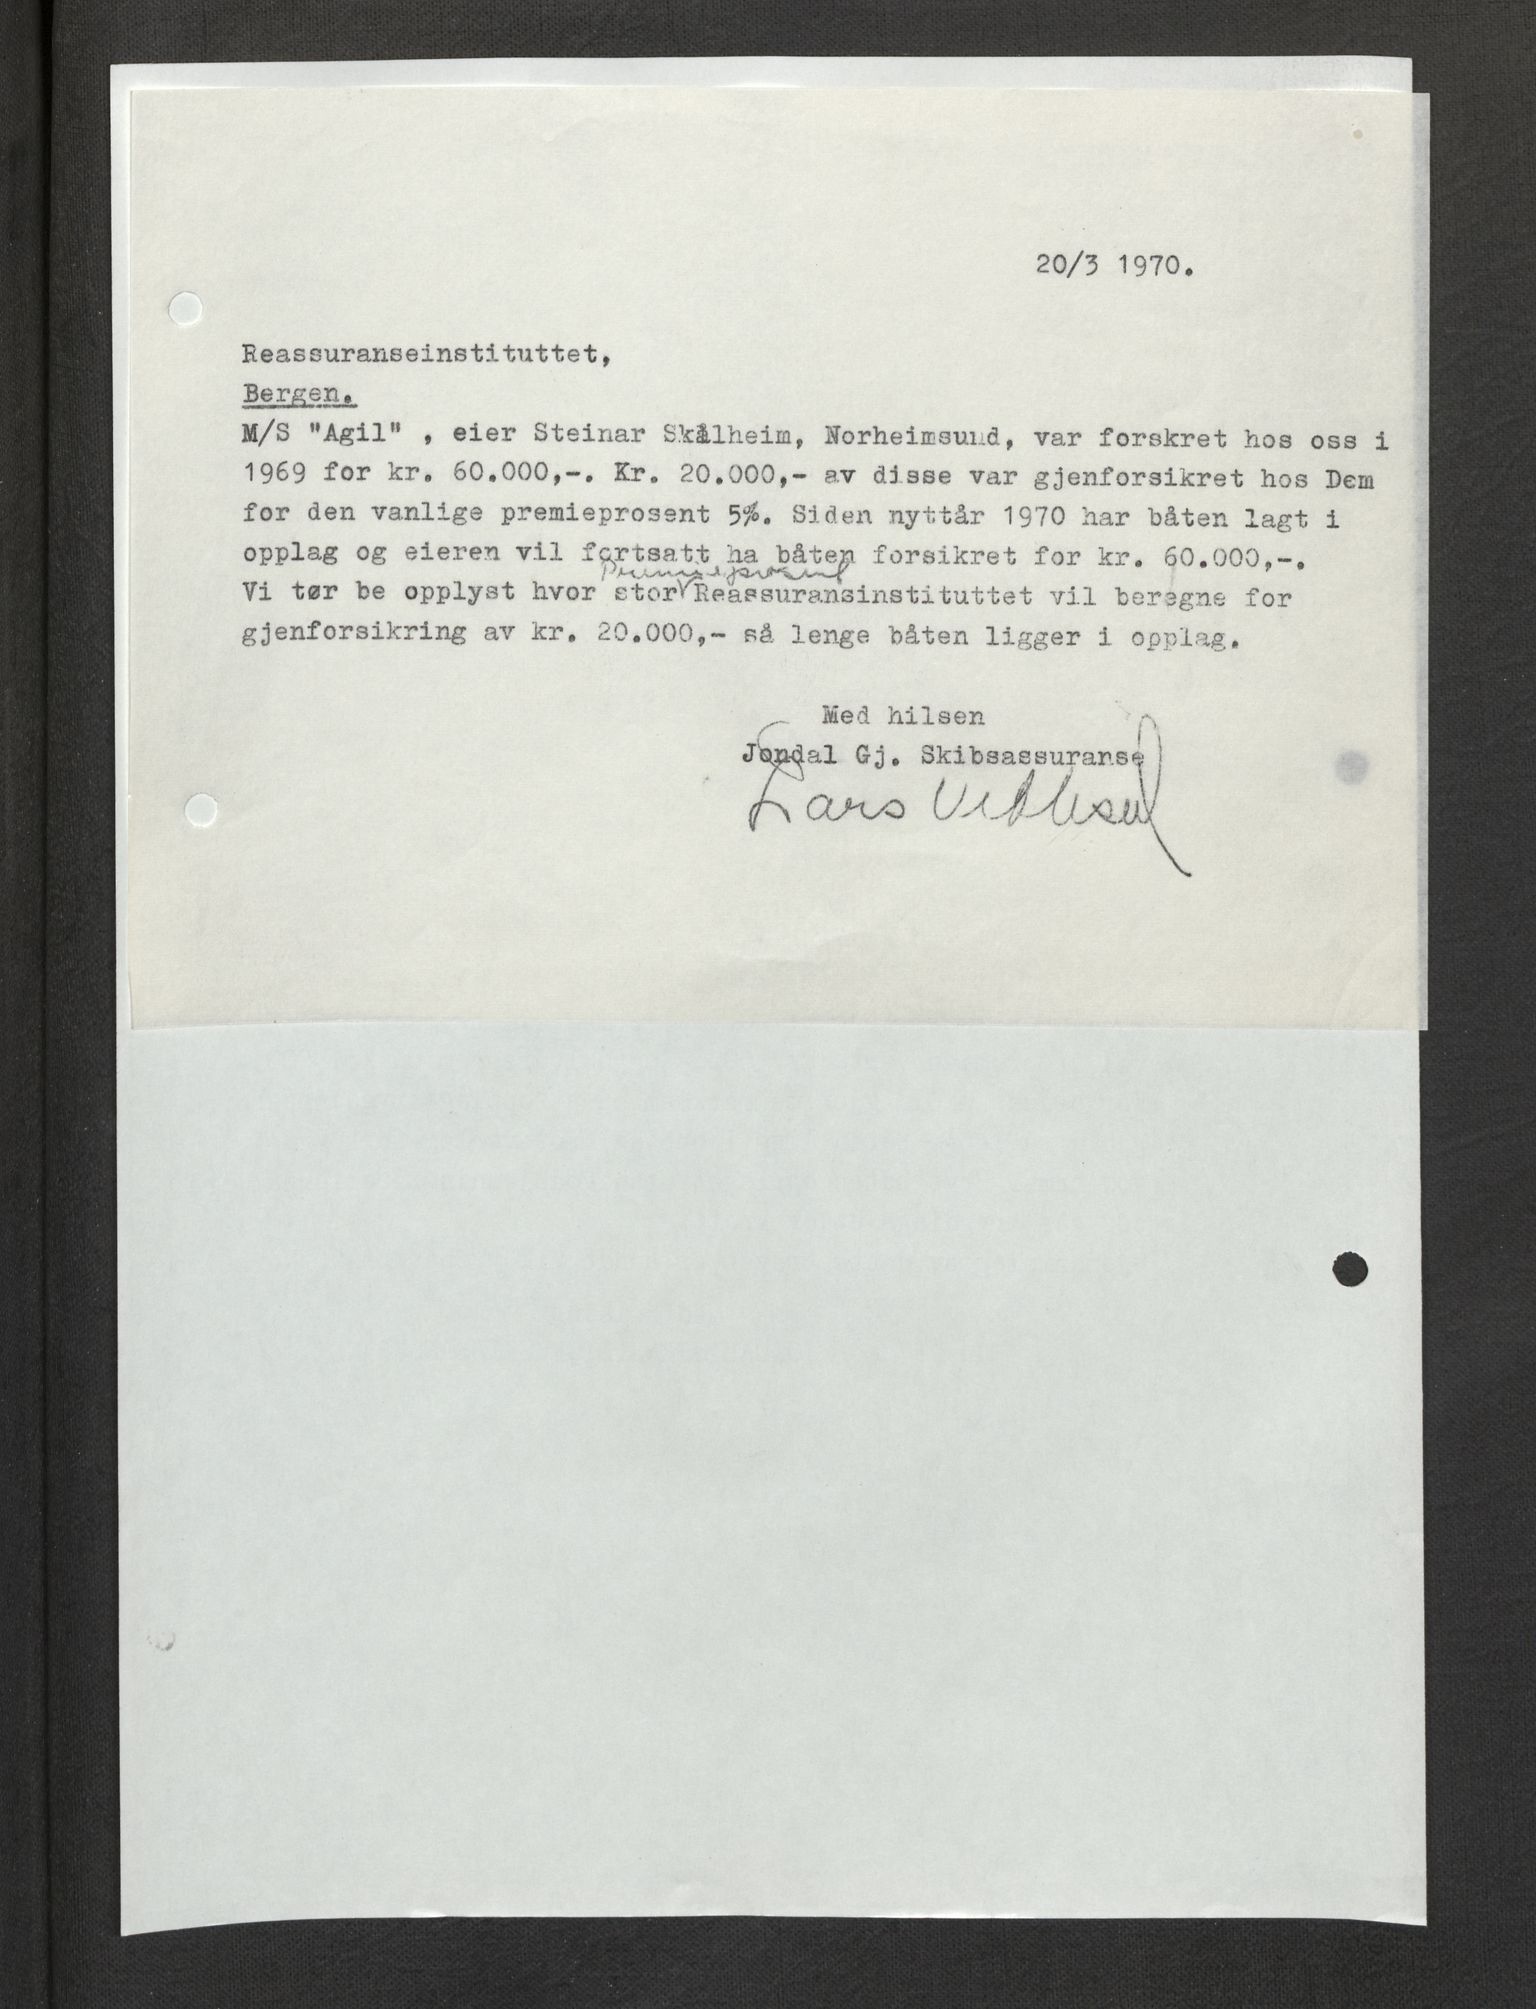 20/3 1970.
Reassuranseinstituttet,
Bergen.
M/S "Agil" , eier Steinar Skålheim, Norheimsund, var forskret hos oss i
1969 for kr. 60.000,-. Kr. 20.000,- av disse var gjenforsikret hos Dem
for den vanlige premieprosent 5%. Siden nyttår 1970 har båten lagt i
opplag og eieren vil fortsatt ha båten forsikret for kr. 60.000,-.
Premieprosent
Vi tør be opplyst hvor stor Reassuransinstituttet vil beregne for
gjenforsikring av kr. 20.000,- så lenge båten ligger i opplag.
Med hilsen
Jondal Gj. Skibsassuranse
Lars